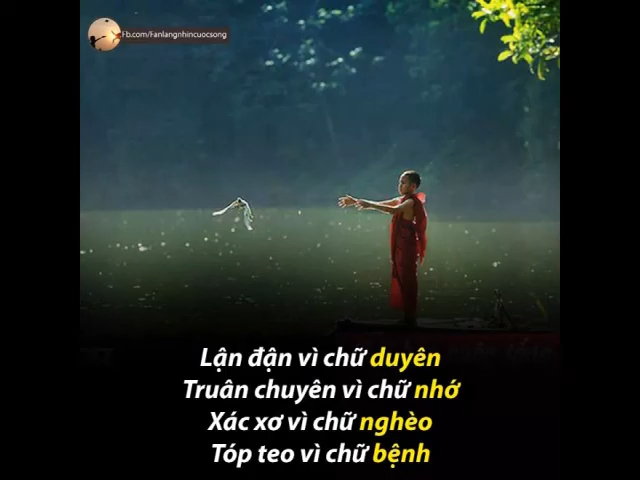 Fb.com/Fanlangnhincuocsong
Lận đận vì chữ duyên
Truân chuyên vì chữ nhớ
Xác xơ vì chữ nghèo
Tóp teo vì chữ bệnh